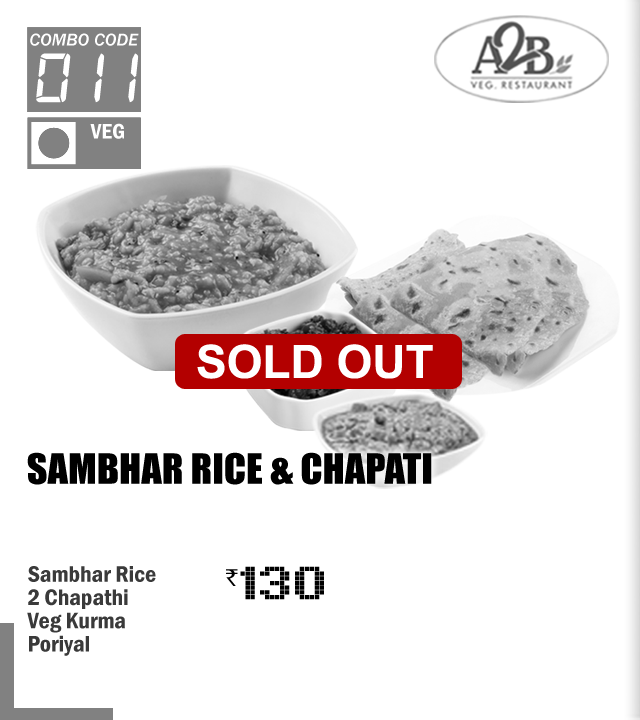 COMBO CODE
011
VEG
A2B
VEG. RESTAURANT
SOLD OUT
SAMBHAR RICE & CHAPATI
Sambhar Rice
2 Chapathi
Veg Kurma
Poriyal
₹130